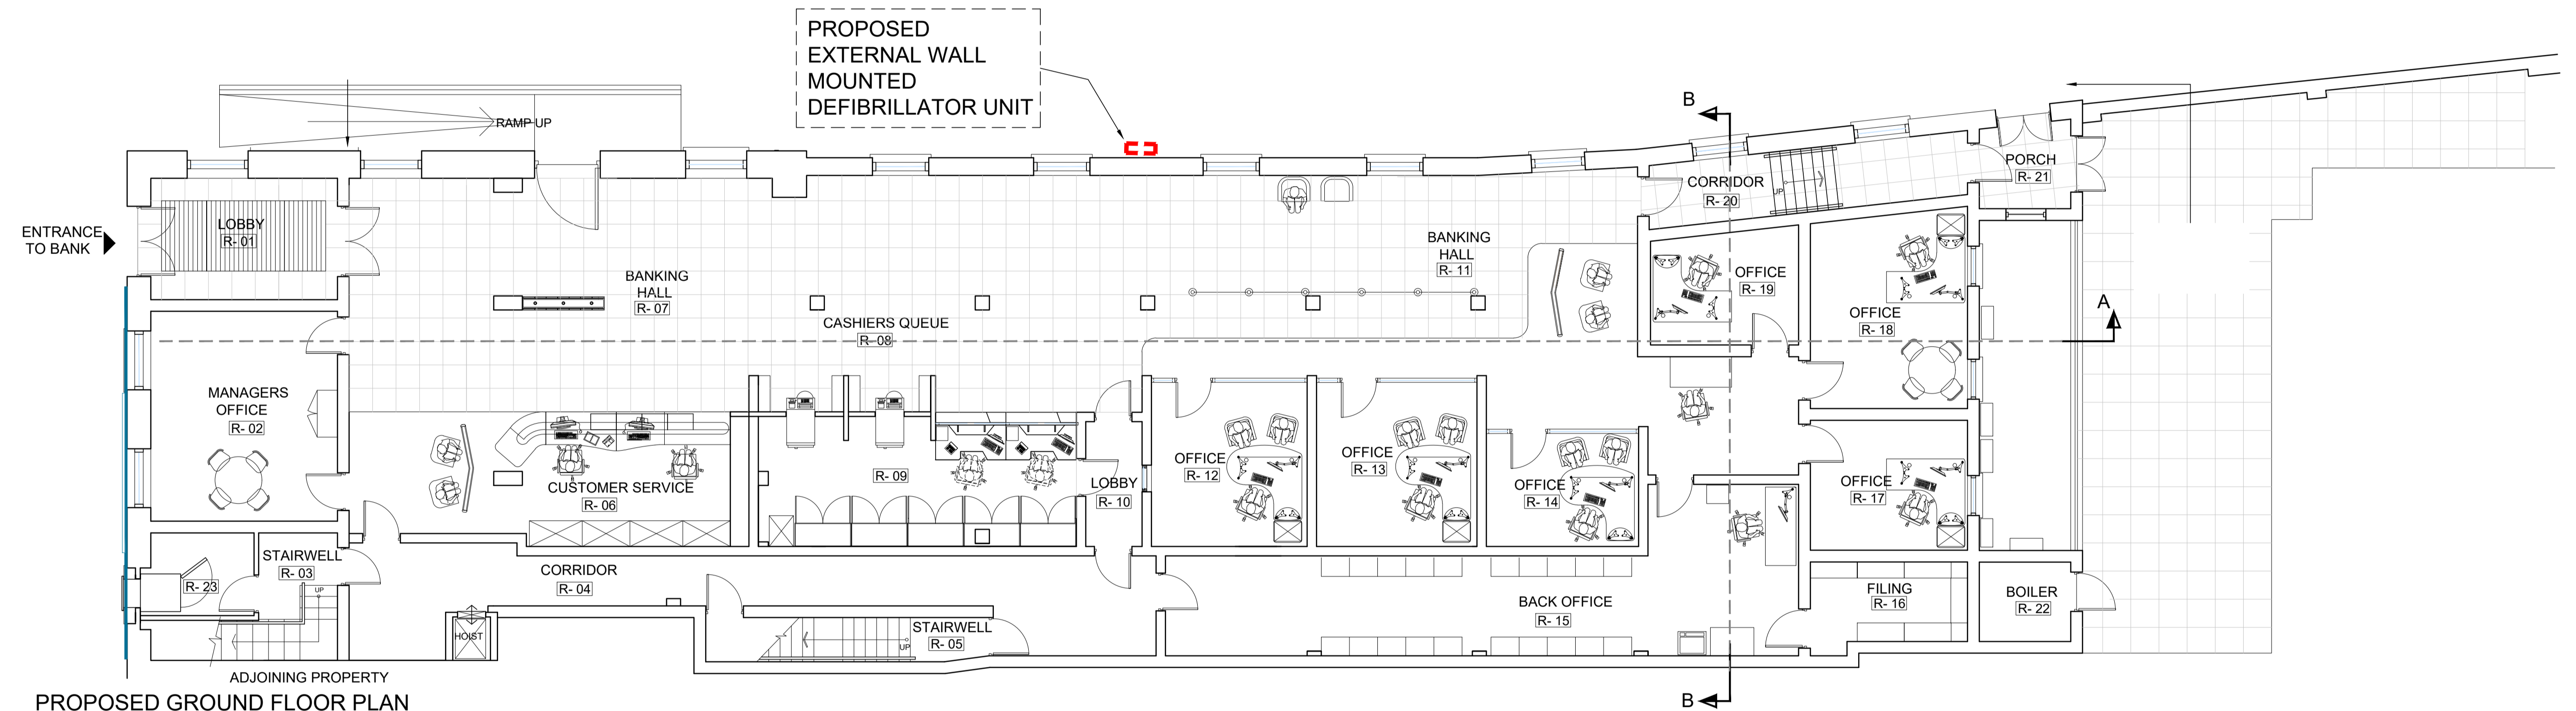 PROPOSED
EXTERNAL WALL
MOUNTED
DEFIBRILLATOR UNIT
B
RAMP UP
PORCH
R- 21
CORRIDOR
R- 20
UP
ENTRANCE
TO BANK
LOBBY
R- 01
BANKING
HALL
R- 07
BANKING
HALL
R- 11
OFFICE
R- 19
OFFICE
R- 18
A
CASHIERS QUEUE
R- 08
MANAGERS
OFFICE
R- 02
CUSTOMER SERVICE
R- 06
R- 09
LOBBY
R- 10
OFFICE
R- 12
OFFICE
R- 13
OFFICE
R- 14
OFFICE
R- 17
STAIRWELL
R- 03
R- 23
UP
CORRIDOR
R- 04
HOIST
STAIRWELL
R- 05
UP
BACK OFFICE
R- 15
FILING
R- 16
BOILER
R- 22
ADJOINING PROPERTY
B
PROPOSED GROUND FLOOR PLAN